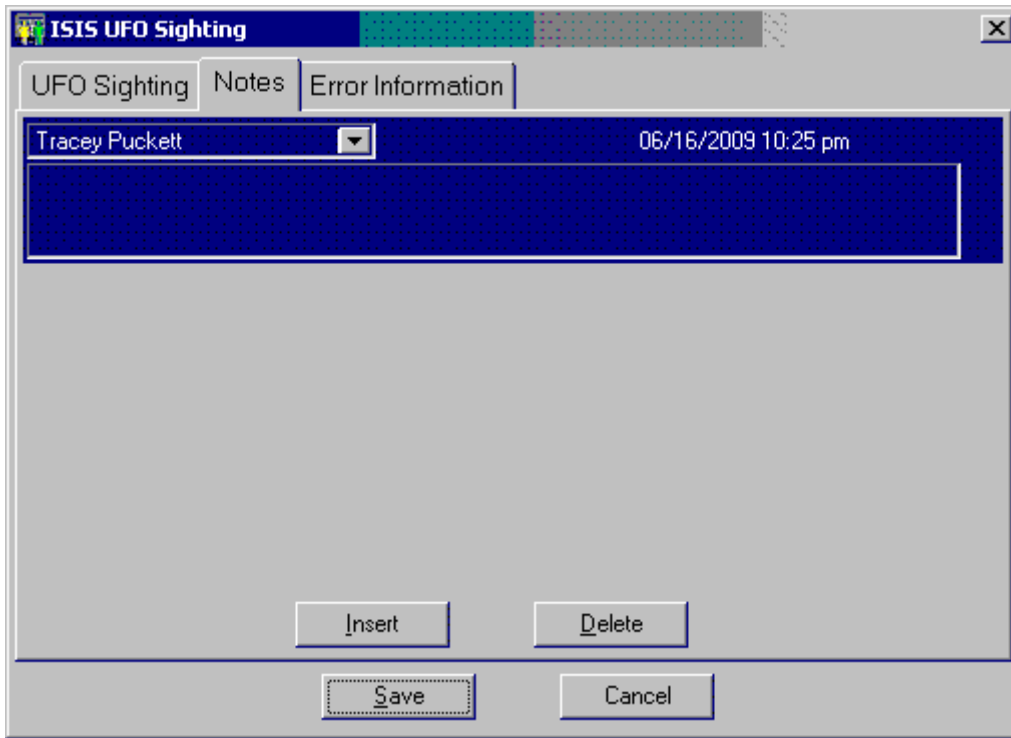 ISIS UFO Sighting
UFO Sighting Notes Error Information
Tracey Puckett 06/16/2009 10:25 pm
Insert Delete
Save Cancel